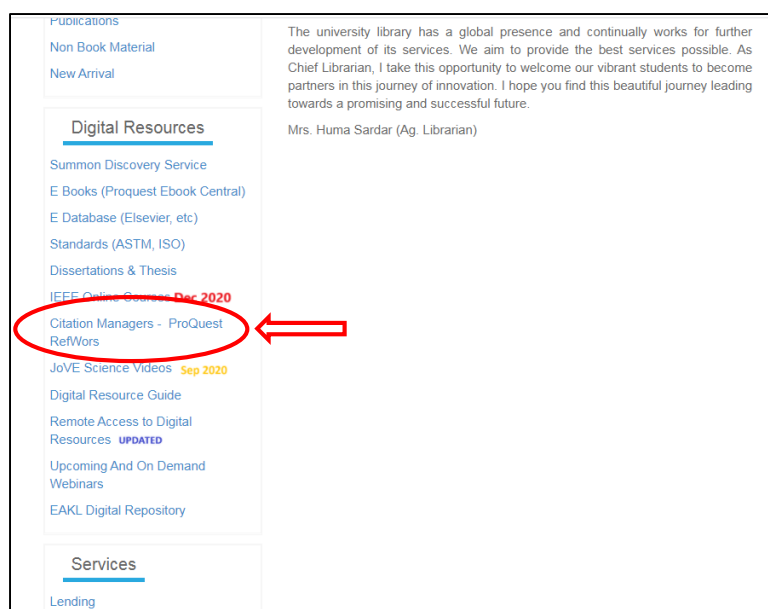 Publications
Non Book Material
New Arrival
Digital Resources
Summon Discovery Service
E Books (Proquest Ebook Central)
E Database (Elsevier, etc)
Standards (ASTM, ISO)
Dissertations & Thesis
IEEE Online Courses Dec 2020
Citation Managers - ProQuest
RefWors
JoVE Science Videos Sep 2020
Digital Resource Guide
Remote Access to Digital
Resources UPDATED
Upcoming And On Demand
Webinars
EAKL Digital Repository
Services
Lending
The university library has a global presence and continually works for further
development of its services. We aim to provide the best services possible. As
Chief Librarian, I take this opportunity to welcome our vibrant students to become
partners in this journey of innovation. I hope you find this beautiful journey leading
towards a promising and successful future.
Mrs. Huma Sardar (Ag. Librarian)